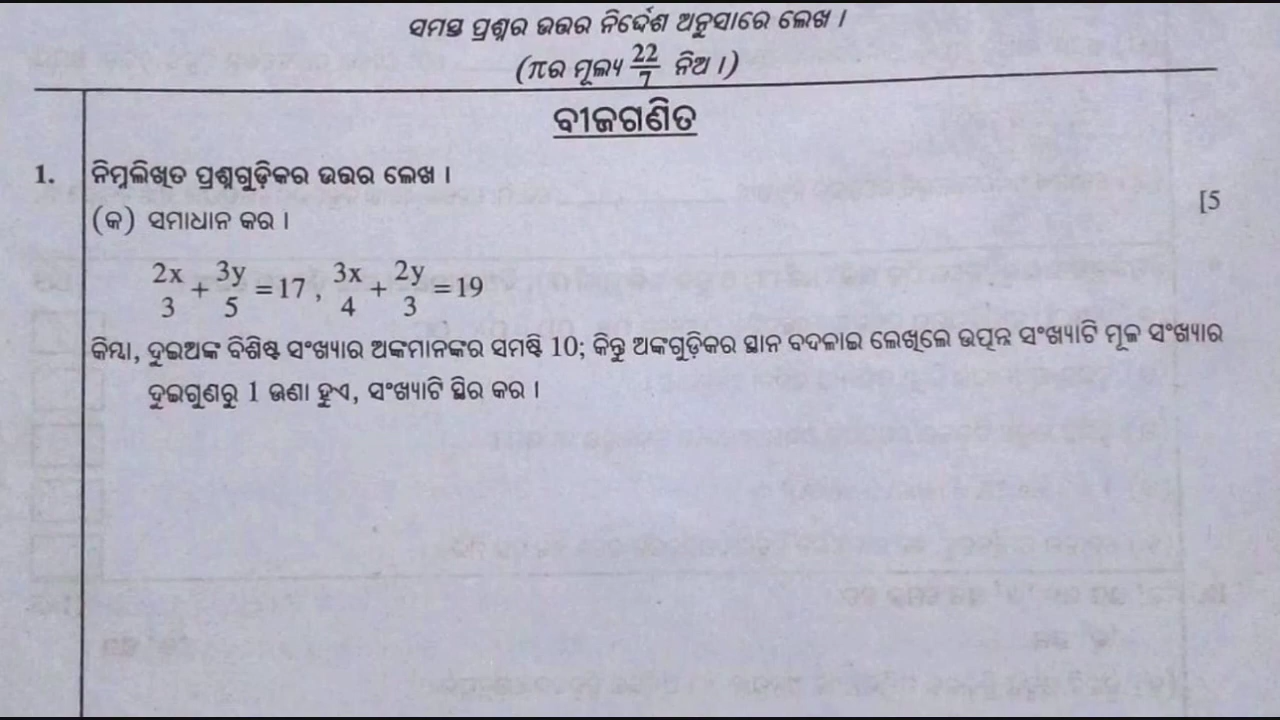 ସମସ୍ତ ପ୍ରଶ୍ନର ଉତ୍ତର ନିର୍ଦ୍ଦେଶ ଅନୁସାରେ ଲେଖ ।
(πର ମୂଲ୍ୟ 22/7 ନିଅ ।)
ବୀଜଗଣିତ
1. ନିମ୍ନଲିଖିତ ପ୍ରଶ୍ନଗୁଡ଼ିକର ଉତ୍ତର ଲେଖ ।
[5
(କ) ସମାଧାନ କର ।
2x/3 + 3y/5 = 17 , 3x/4 + 2y/3 = 19
କିମ୍ବା, ଦୁଇଅଙ୍କ ବିଶିଷ୍ଟ ସଂଖ୍ୟାର ଅଙ୍କମାନଙ୍କର ସମଷ୍ଟି 10; କିନ୍ତୁ ଅଙ୍କଗୁଡ଼ିକର ସ୍ଥାନ ବଦଳାଇ ଲେଖିଲେ ଉତ୍ପନ୍ନ ସଂଖ୍ୟାଟି ମୂଳ ସଂଖ୍ୟାର
ଦୁଇଗୁଣରୁ 1 ଊଣା ହୁଏ, ସଂଖ୍ୟାଟି ସ୍ଥିର କର ।